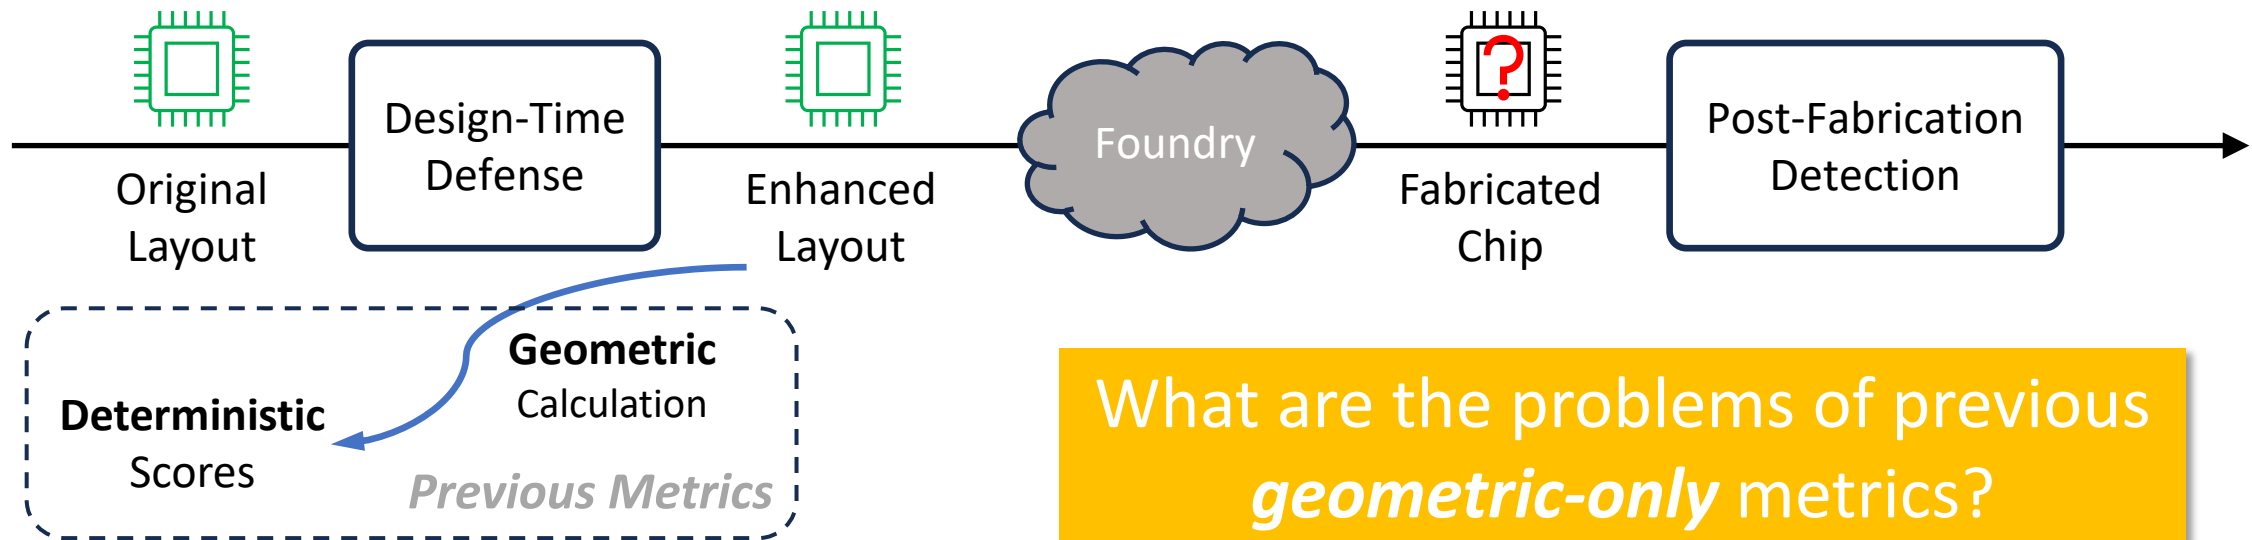 Original
Layout
Design-Time
Defense
Enhanced
Layout
Foundry
?
Fabricated
Chip
Post-Fabrication
Detection
Geometric
Calculation
Deterministic
Scores
Previous Metrics
What are the problems of previous
geometric-only metrics?